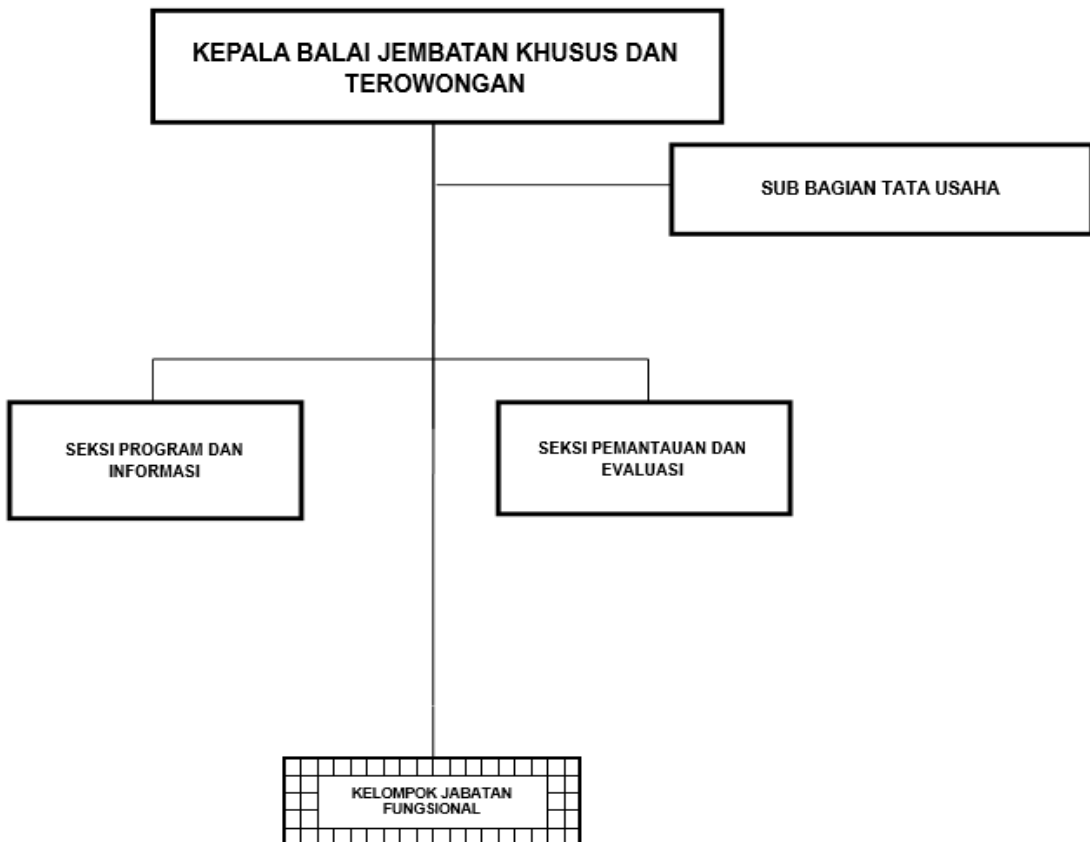 KEPALA BALAI JEMBATAN KHUSUS DAN
TEROWONGAN
SUB BAGIAN TATA USAHA
SEKSI PROGRAM DAN
INFORMASI
SEKSI PEMANTAUAN DAN
EVALUASI
KELOMPOK JABATAN
FUNGSIONAL